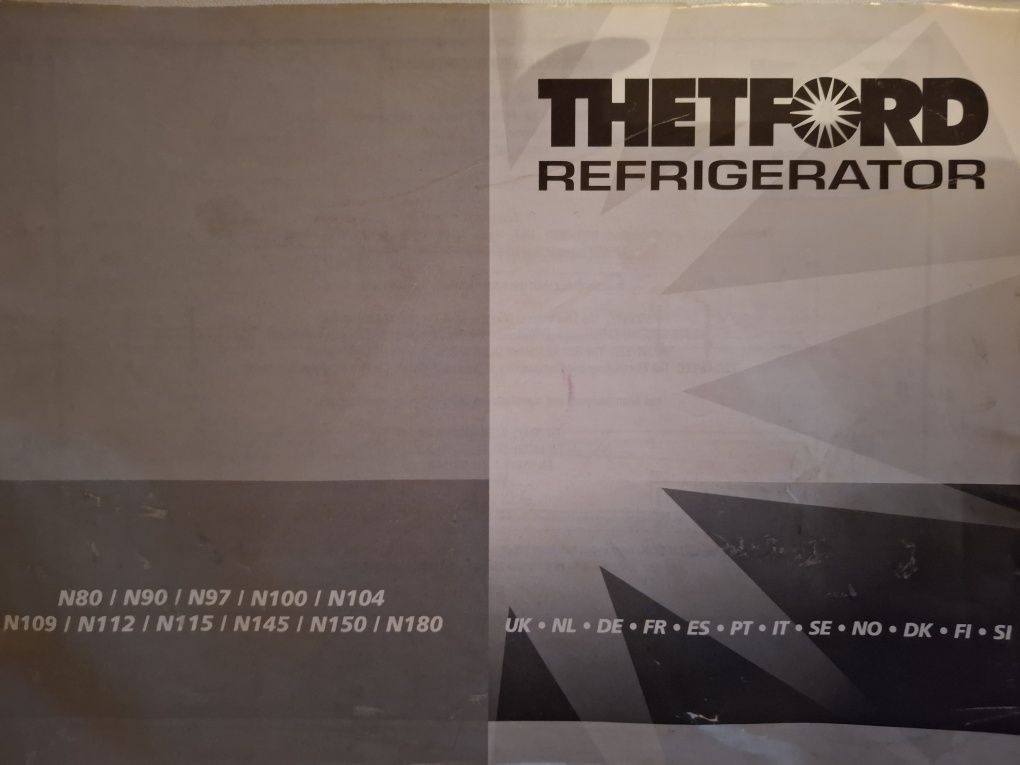 THETFORD
REFRIGERATOR
N80 / N90 / N97 / N100 / N104
N109 / N112 / N115 / N145 / N150 / N180
UK • NL • DE • FR • ES • PT • IT • SE • NO • DK • FI • SI